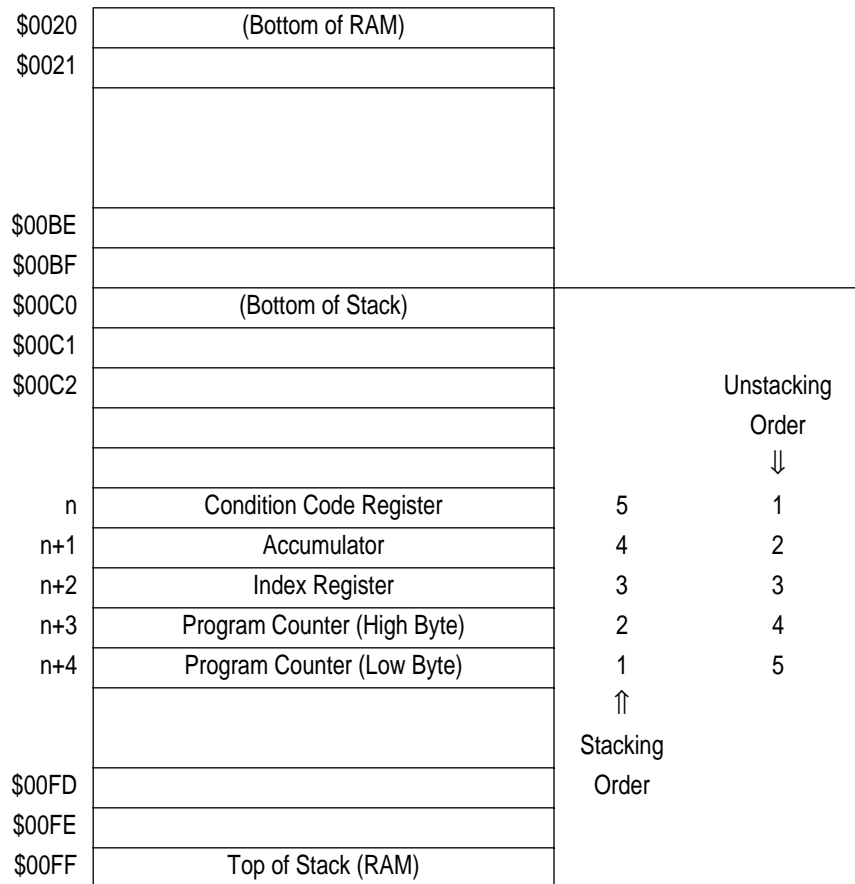 $0020 (Bottom of RAM)
$0021
$00BE
$00BF
$00C0 (Bottom of Stack)
$00C1
$00C2 Unstacking
Order
⇓
n Condition Code Register 5 1
n+1 Accumulator 4 2
n+2 Index Register 3 3
n+3 Program Counter (High Byte) 2 4
n+4 Program Counter (Low Byte) 1 5
⇑
Stacking
$00FD Order
$00FE
$00FF Top of Stack (RAM)